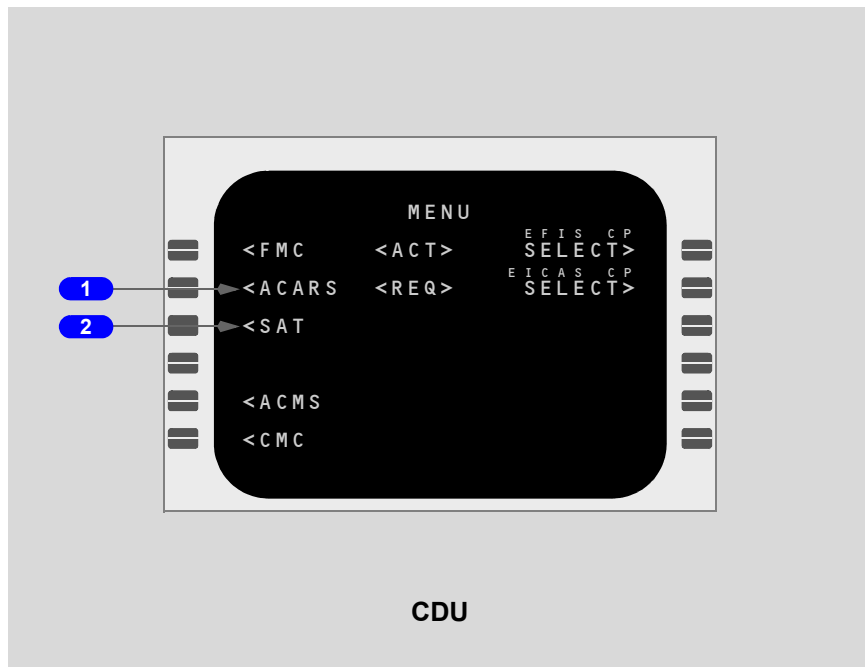 MENU
EFIS CP
<FMC <ACT> SELECT>
EICAS CP
1 <ACARS <REQ> SELECT>
2 <SAT
<ACMS
<CMC
CDU